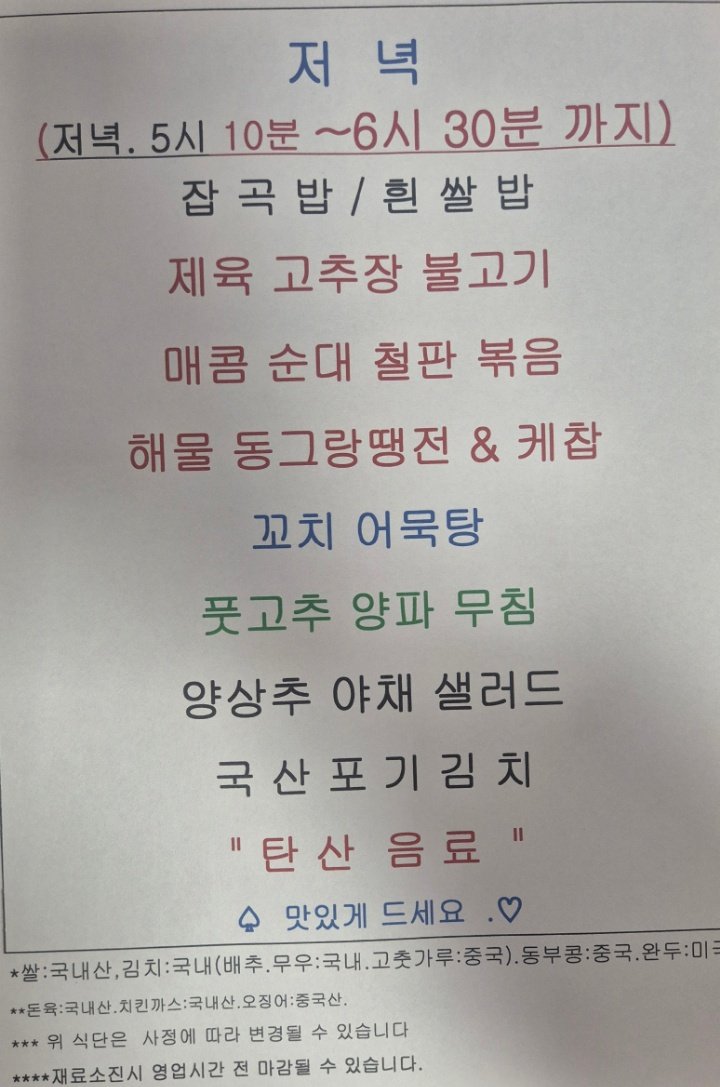 저 녁
(저녁. 5시 10분 ~6시 30분 까지)
잡 곡 밥 / 흰 쌀 밥
제육 고추장 불고기
매콤 순대 철판 볶음
해물 동그랑땡전 & 케찹
꼬치 어묵탕
풋고추 양파 무침
양상추 야채 샐러드
국 산 포 기 김 치
" 탄 산 음 료 "
♤ 맛있게 드세요 .♡
*쌀:국내산,김치:국내(배추.무우:국내.고춧가루:중국).동부콩:중국.완두:미국
**돈육:국내산.치킨까스:국내산.오징어:중국산.
*** 위 식단은 사정에 따라 변경될 수 있습니다
****재료소진시 영업시간 전 마감될 수 있습니다.